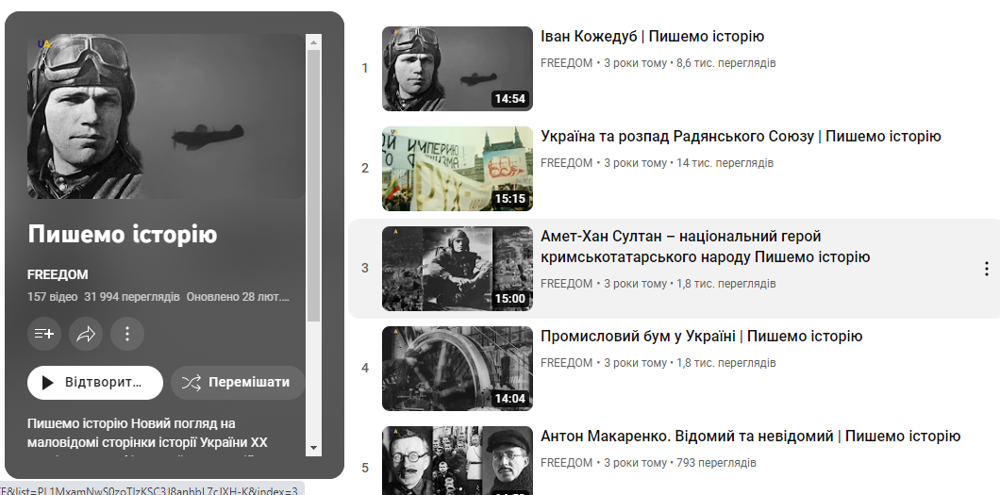 UA
Пишемо історію
FREEДОМ
157 відео 31 994 переглядів Оновлено 28 лют.…
Відтворит…
Перемішати
Пишемо історію Новий погляд на
маловідомі сторінки історії України ХХ
1
14:54
Іван Кожедуб | Пишемо історію
FREEДОМ • 3 роки тому • 8,6 тис. переглядів
2
ИМПЕРИЮ!
15:15
Україна та розпад Радянського Союзу | Пишемо історію
FREEДОМ • 3 роки тому • 14 тис. переглядів
3
15:00
Амет-Хан Султан – національний герой
кримськотатарського народу Пишемо історію
FREEДОМ • 3 роки тому • 1,8 тис. переглядів
4
14:04
Промисловий бум у Україні | Пишемо історію
FREEДОМ • 3 роки тому • 1,8 тис. переглядів
5
Антон Макаренко. Відомий та невідомий | Пишемо історію
FREEДОМ • 3 роки тому • 793 переглядів